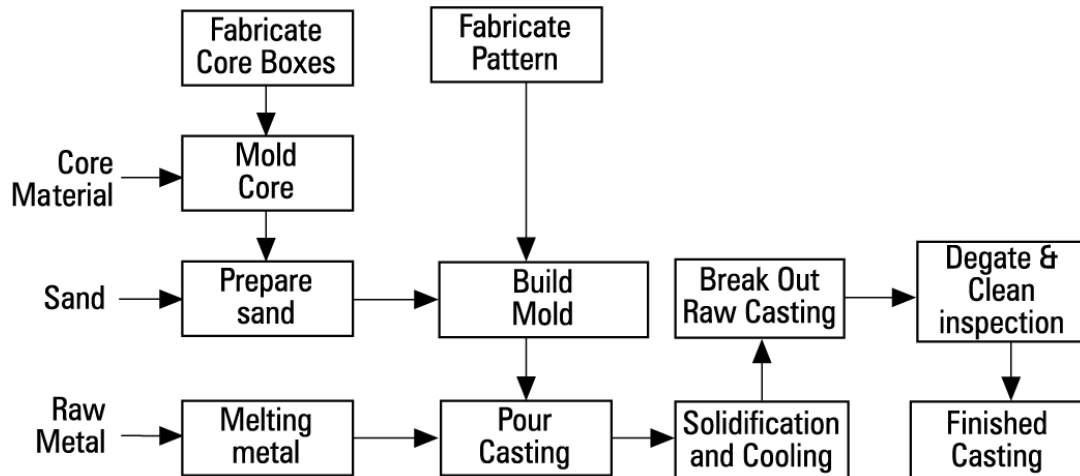 Fabricate
Core Boxes
Fabricate
Pattern
Core
Material
Mold
Core
Sand
Prepare
sand
Build
Mold
Break Out
Raw Casting
Degate &
Clean
inspection
Raw
Metal
Melting
metal
Pour
Casting
Solidification
and Cooling
Finished
Casting